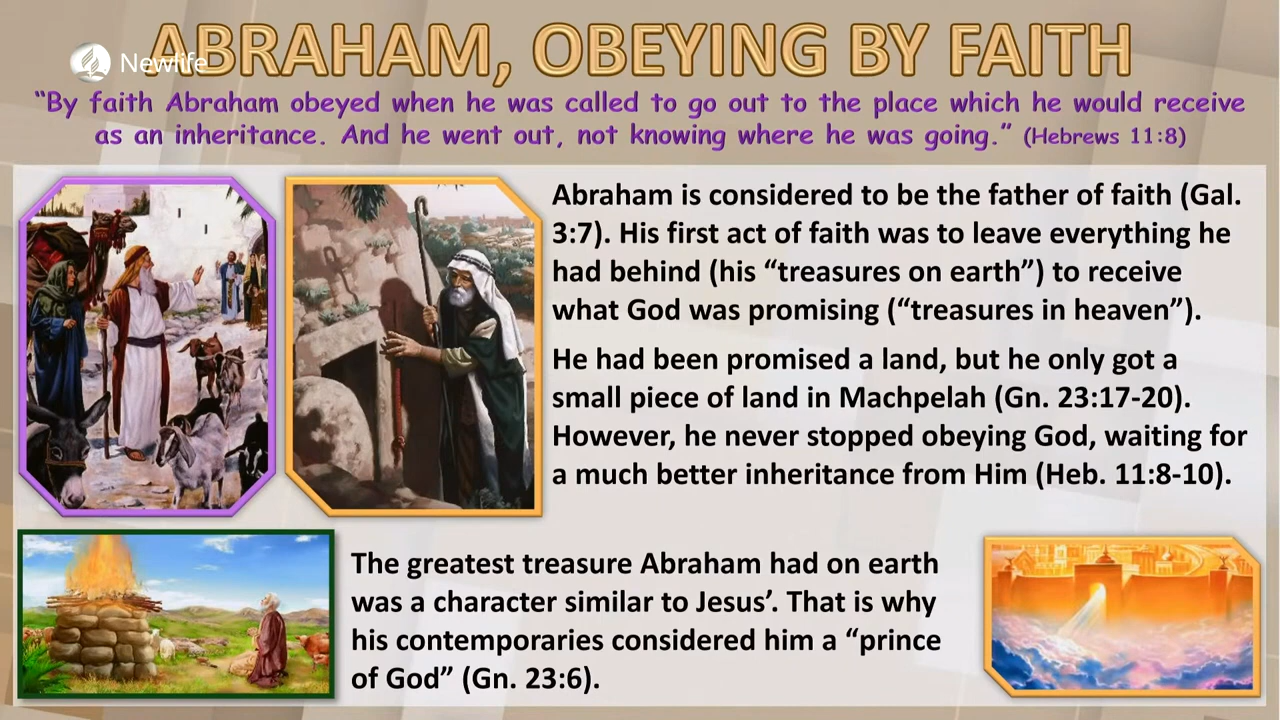 ABRAHAM, OBEYING BY FAITH
Newlife
“By faith Abraham obeyed when he was called to go out to the place which he would receive
as an inheritance. And he went out, not knowing where he was going.” (Hebrews 11:8)
Abraham is considered to be the father of faith (Gal.
3:7). His first act of faith was to leave everything he
had behind (his “treasures on earth”) to receive
what God was promising (“treasures in heaven”).
He had been promised a land, but he only got a
small piece of land in Machpelah (Gn. 23:17-20).
However, he never stopped obeying God, waiting for
a much better inheritance from Him (Heb. 11:8-10).
The greatest treasure Abraham had on earth
was a character similar to Jesus’. That is why
his contemporaries considered him a “prince
of God” (Gn. 23:6).